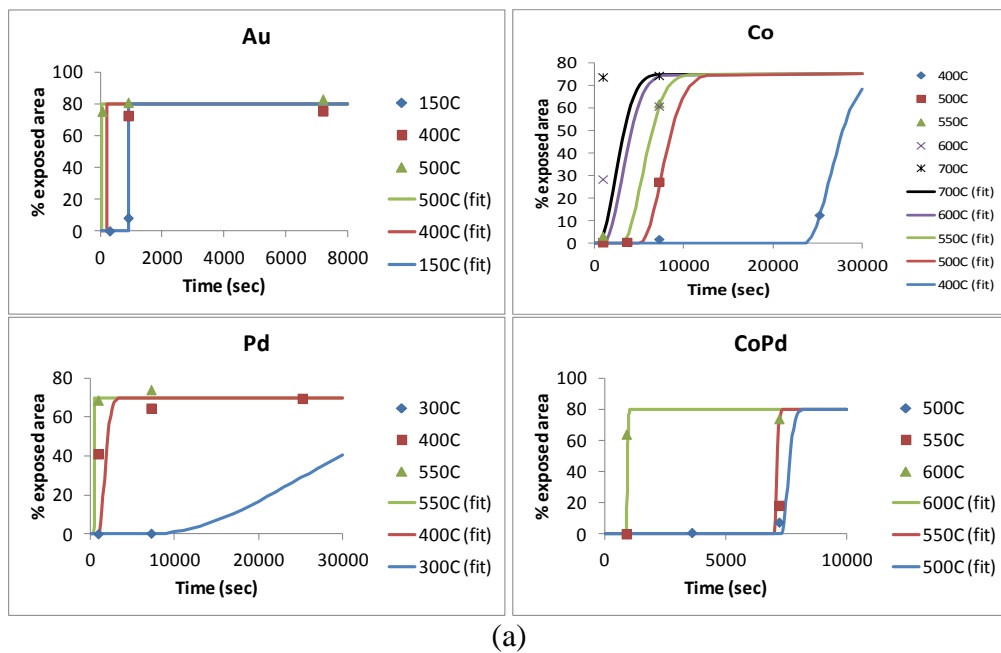 Au
% exposed area
100
80
60
40
20
0
0 2000 4000 6000 8000
Time (sec)
150C
400C
500C
500C (fit)
400C (fit)
150C (fit)
Co
% exposed area
80
70
60
50
40
30
20
10
0
0 10000 20000 30000
Time (sec)
400C
500C
550C
600C
700C
700C (fit)
600C (fit)
550C (fit)
500C (fit)
400C (fit)
Pd
% exposed area
80
60
40
20
0
0 10000 20000 30000
Time (sec)
300C
400C
550C
550C (fit)
400C (fit)
300C (fit)
CoPd
% exposed area
100
80
60
40
20
0
0 5000 10000
Time (sec)
500C
550C
600C
600C (fit)
550C (fit)
500C (fit)
(a)